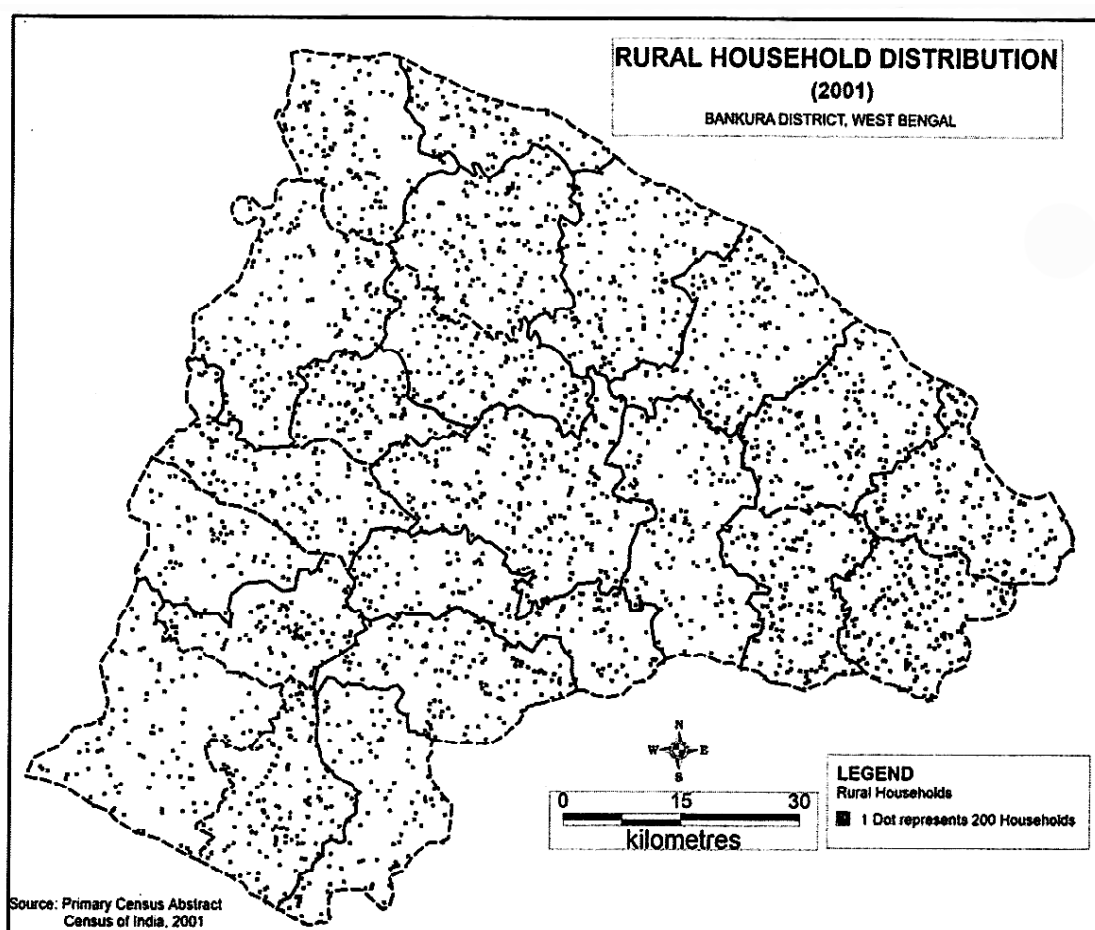 RURAL HOUSEHOLD DISTRIBUTION
(2001)
BANKURA DISTRICT, WEST BENGAL
N
W E
S
0 15 30
kilometres
LEGEND
Rural Households
1 Dot represents 200 Households
Source: Primary Census Abstract
Census of India, 2001